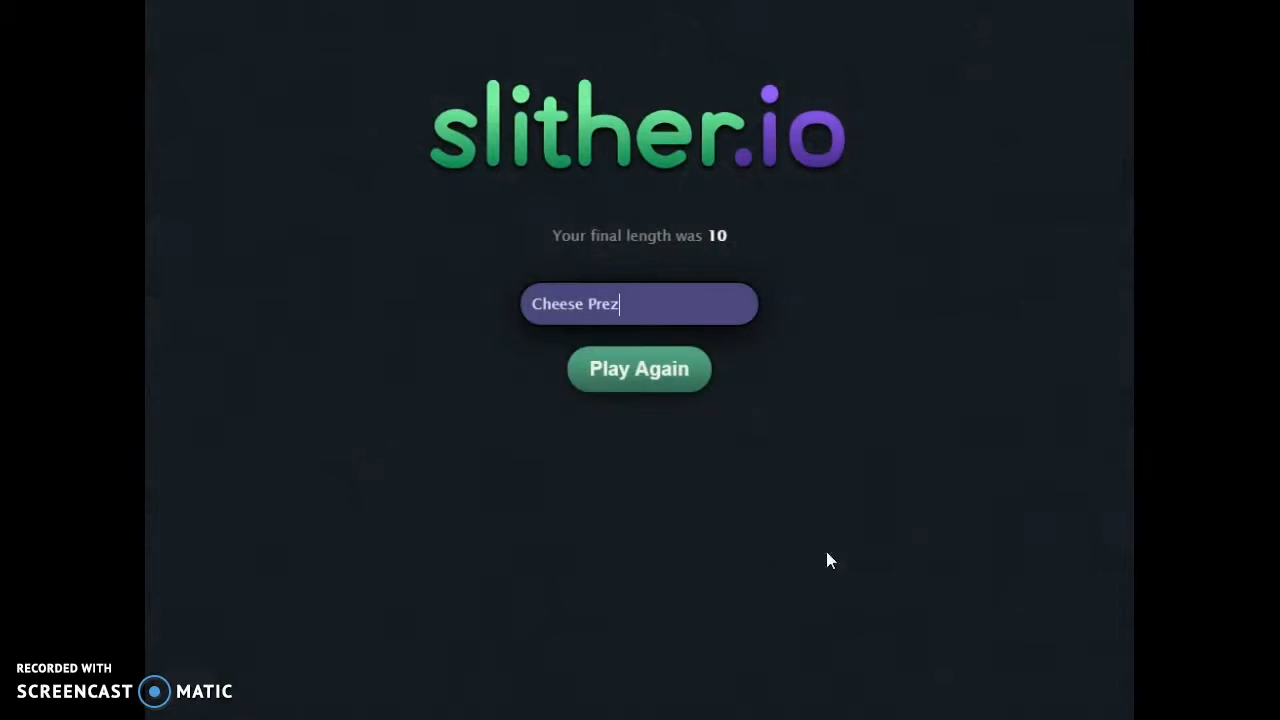 slither.io
Your final length was 10
Cheese Prez
Play Again
RECORDED WITH
SCREENCAST MATIC